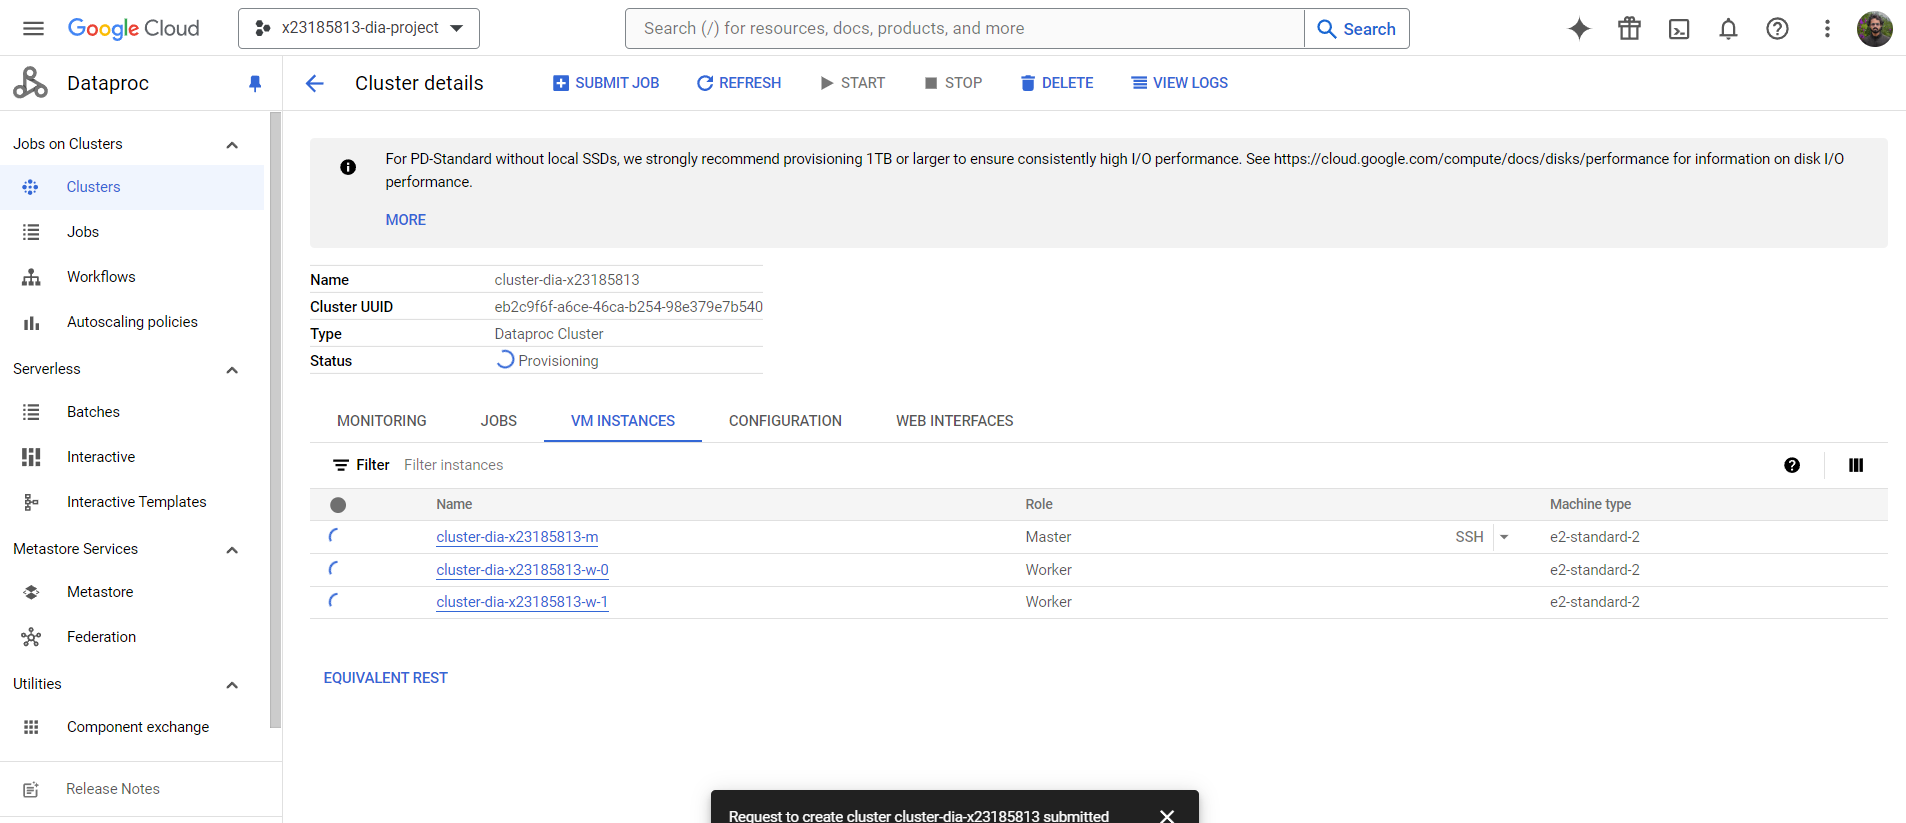 Google Cloud
x23185813-dia-project
Search (/) for resources, docs, products, and more
Search
Dataproc
Cluster details
SUBMIT JOB
REFRESH
START
STOP
DELETE
VIEW LOGS
Jobs on Clusters
Clusters
Jobs
Workflows
Autoscaling policies
Serverless
Batches
Interactive
Interactive Templates
Metastore Services
Metastore
Federation
Utilities
Component exchange
Release Notes
For PD-Standard without local SSDs, we strongly recommend provisioning 1TB or larger to ensure consistently high I/O performance. See https://cloud.google.com/compute/docs/disks/performance for information on disk I/O
performance.
MORE
Name cluster-dia-x23185813
Cluster UUID eb2c9f6f-a6ce-46ca-b254-98e379e7b540
Type Dataproc Cluster
Status Provisioning
MONITORING JOBS VM INSTANCES CONFIGURATION WEB INTERFACES
Filter Filter instances
Name Role Machine type
cluster-dia-x23185813-m Master SSH e2-standard-2
cluster-dia-x23185813-w-0 Worker e2-standard-2
cluster-dia-x23185813-w-1 Worker e2-standard-2
EQUIVALENT REST
Request to create cluster cluster-dia-x23185813 submitted